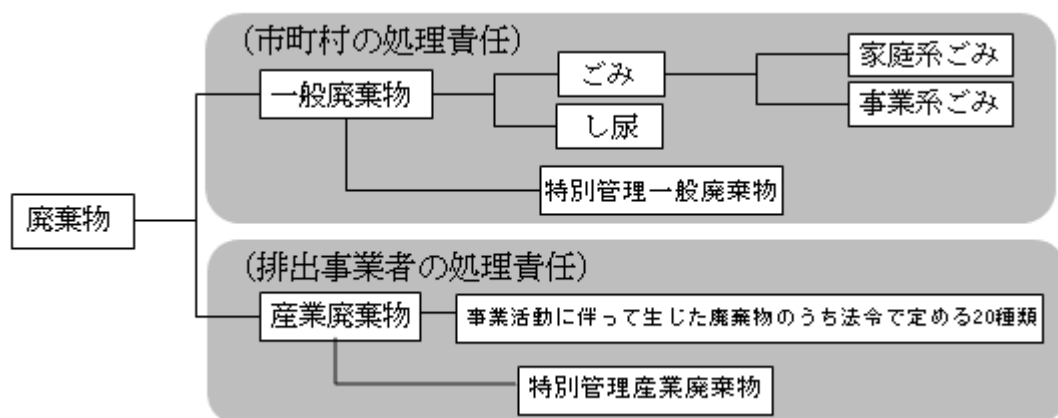 (市町村の処理責任)
一般廃棄物
ごみ
家庭系ごみ
事業系ごみ
し尿
特別管理一般廃棄物
廃棄物
(排出事業者の処理責任)
産業廃棄物
事業活動に伴って生じた廃棄物のうち法令で定める20種類
特別管理産業廃棄物